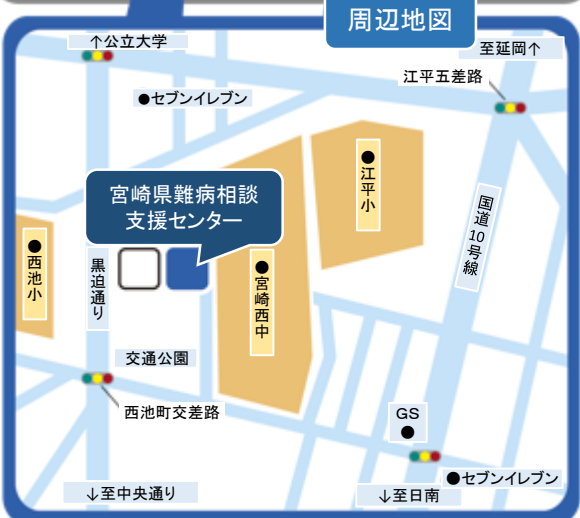 周辺地図
↑公立大学
至延岡↑
江平五差路
●セブンイレブン
●江平小
宮崎県難病相談
支援センター
国道10号線
●西池小
黒迫通り
●宮崎西中
交通公園
西池町交差路
GS
●
●セブンイレブン
↓至中央通り
↓至日南